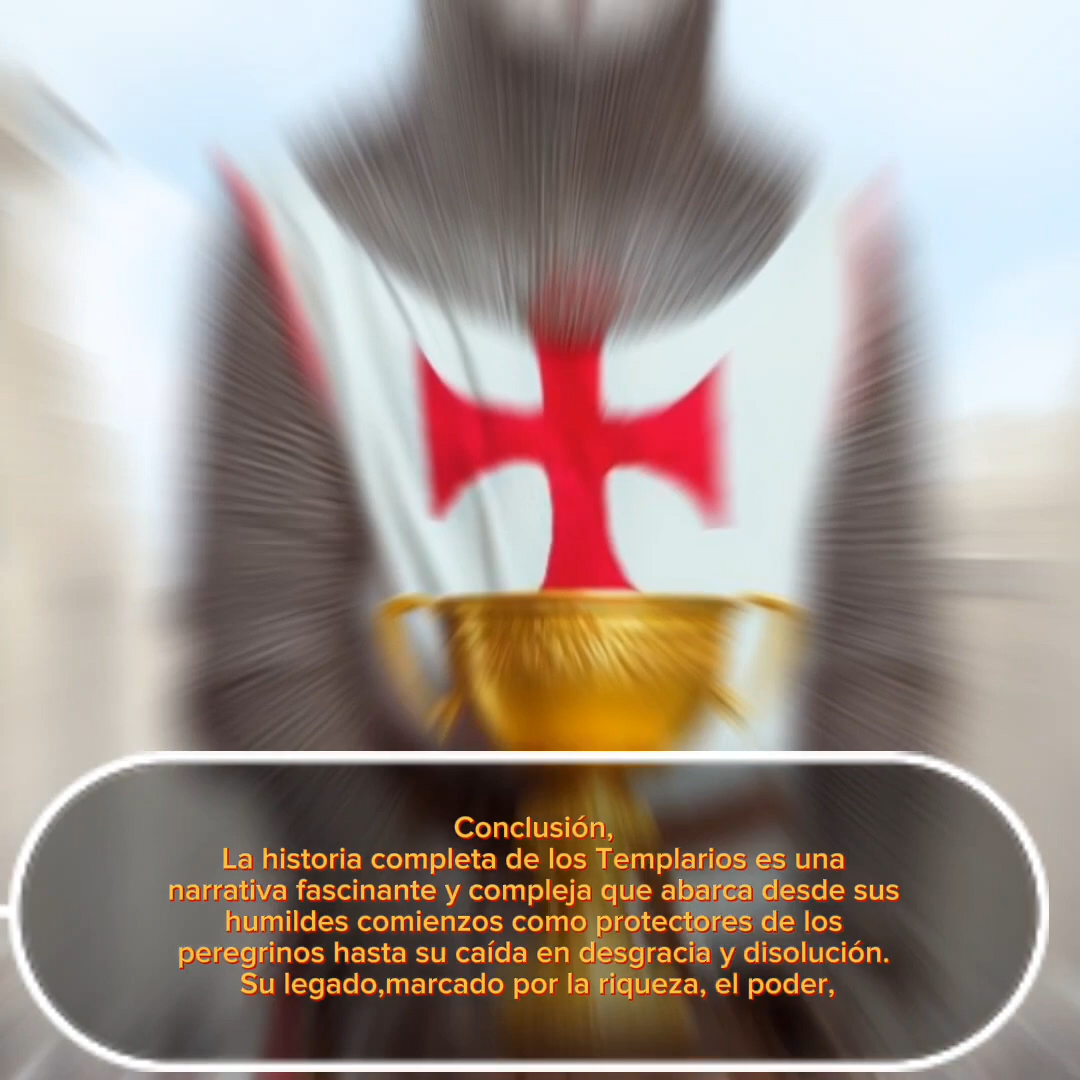 Conclusión,
La historia completa de los Templarios es una
narrativa fascinante y compleja que abarca desde sus
humildes comienzos como protectores de los
peregrinos hasta su caída en desgracia y disolución.
Su legado,marcado por la riqueza, el poder,